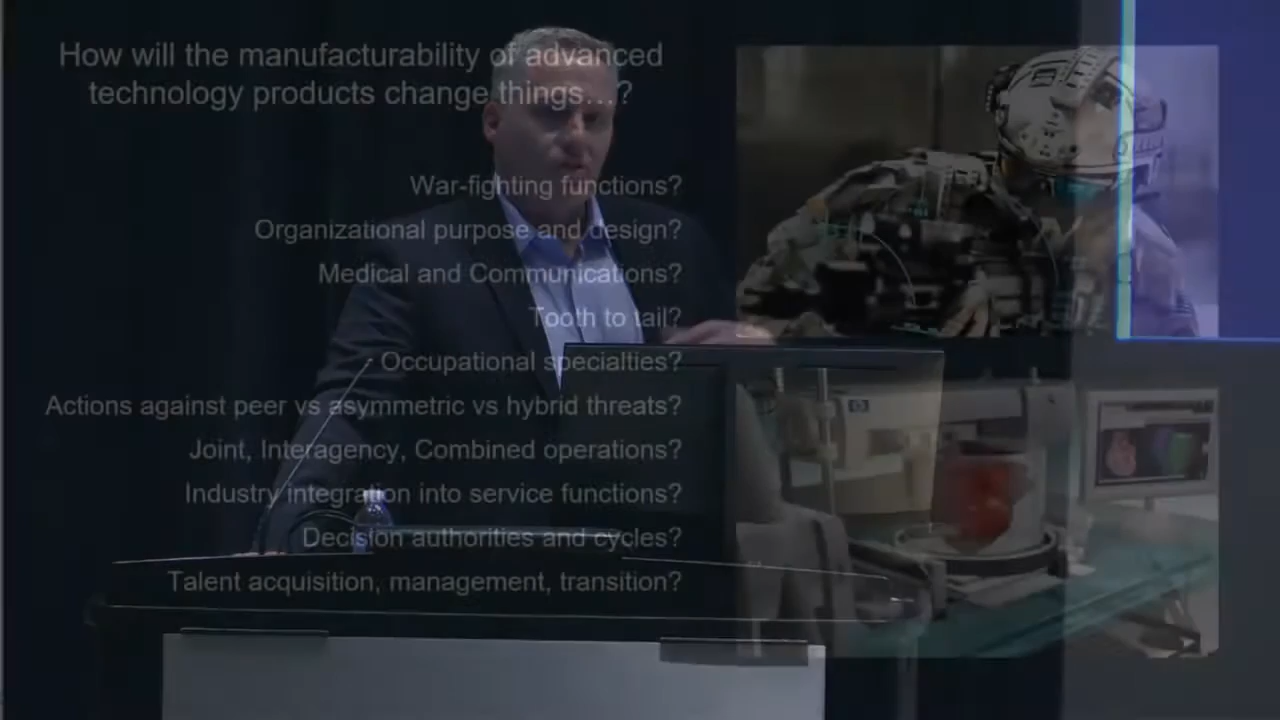 How will the manufacturability of advanced
technology products change things…?
War-fighting functions?
Organizational purpose and design?
Medical and Communications?
Tooth to tail?
Occupational specialties?
Actions against peer vs asymmetric vs hybrid threats?
Joint, Interagency, Combined operations?
Industry integration into service functions?
Decision authorities and cycles?
Talent acquisition, management, transition?
hp